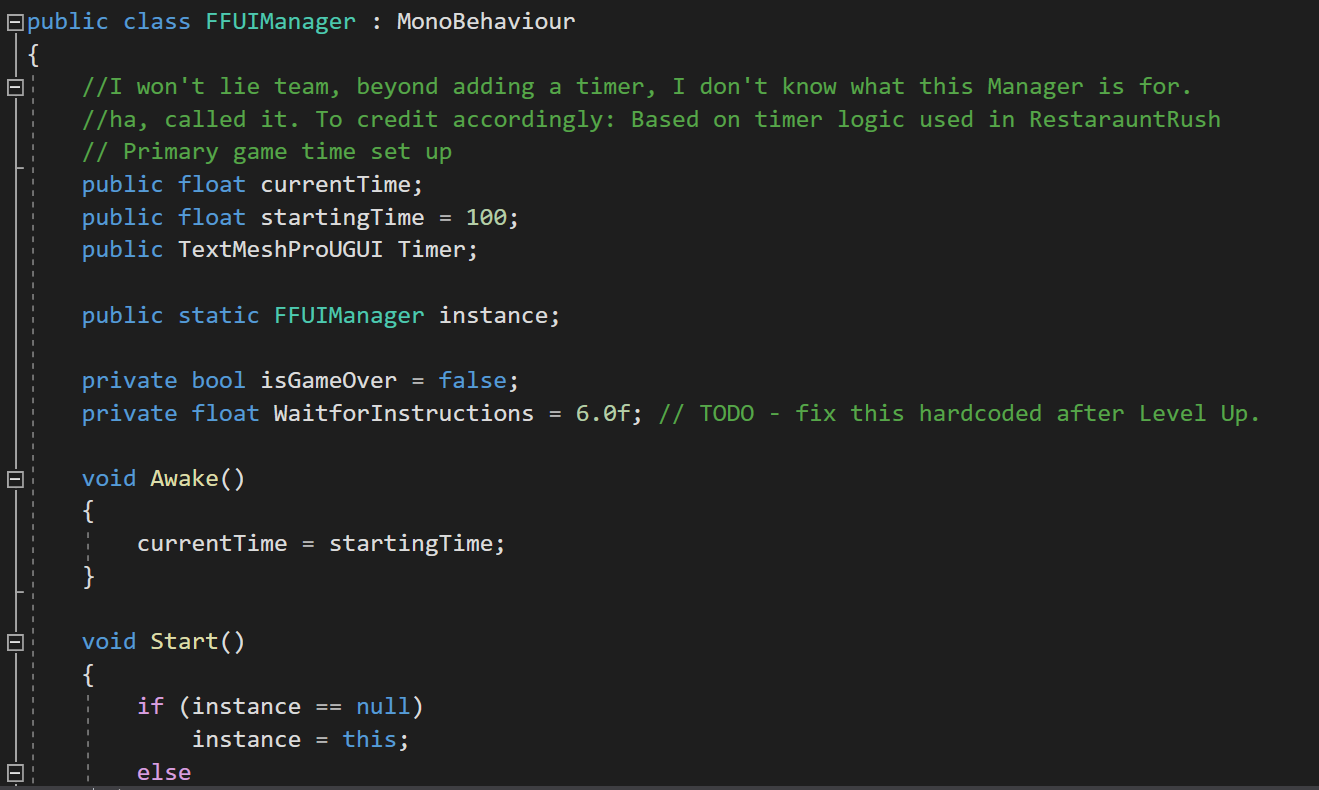 public class FFUIManager : MonoBehaviour
{
    //I won't lie team, beyond adding a timer, I don't know what this Manager is for.
    //ha, called it. To credit accordingly: Based on timer logic used in RestarauntRush
    // Primary game time set up
    public float currentTime;
    public float startingTime = 100;
    public TextMeshProUGUI Timer;

    public static FFUIManager instance;

    private bool isGameOver = false;
    private float WaitforInstructions = 6.0f; // TODO - fix this hardcoded after Level Up.

    void Awake()
    {
        currentTime = startingTime;
    }

    void Start()
    {
        if (instance == null)
            instance = this;
        else